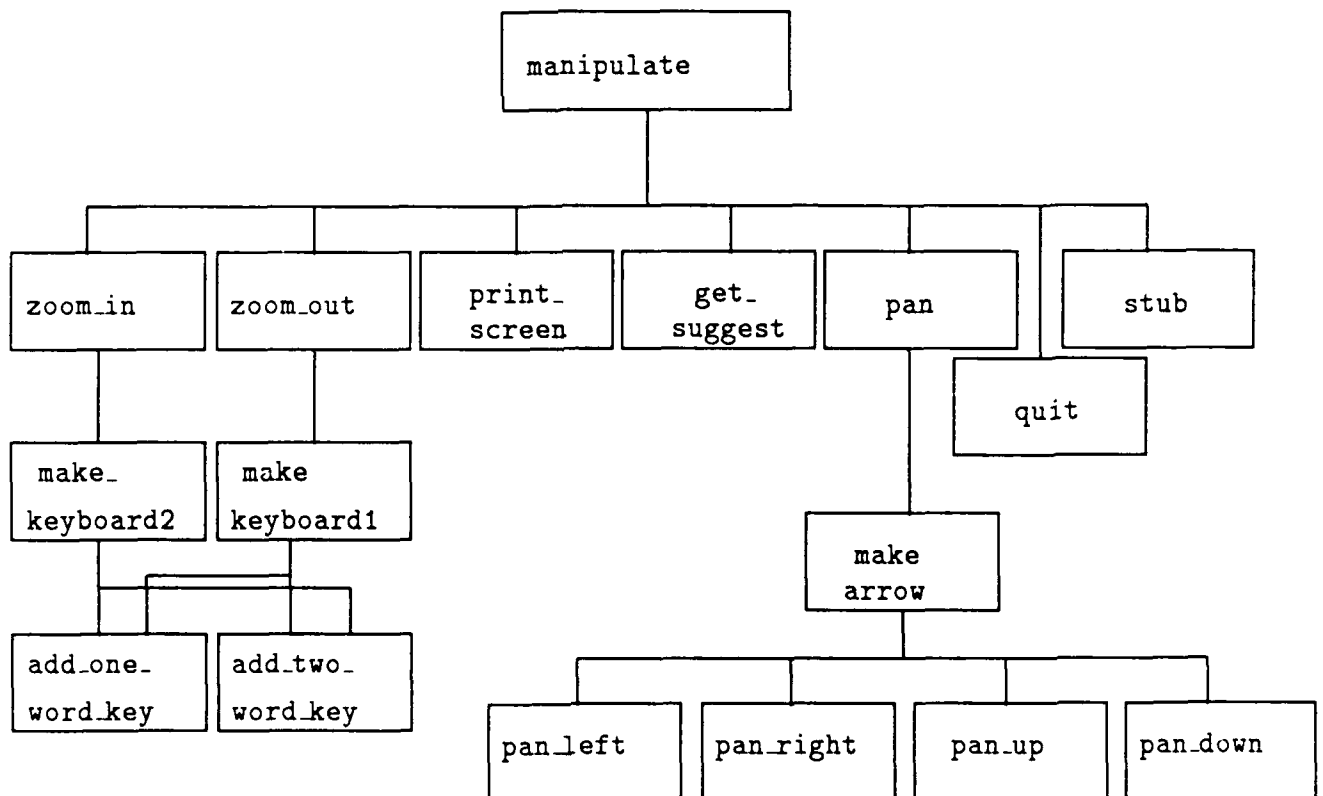 manipulate
zoom_in
zoom_out
print_
screen
get_
suggest
pan
stub
quit
make_
keyboard2
make
keyboard1
make
arrow
add_one_
word_key
add_two_
word_key
pan_left
pan_right
pan_up
pan_down